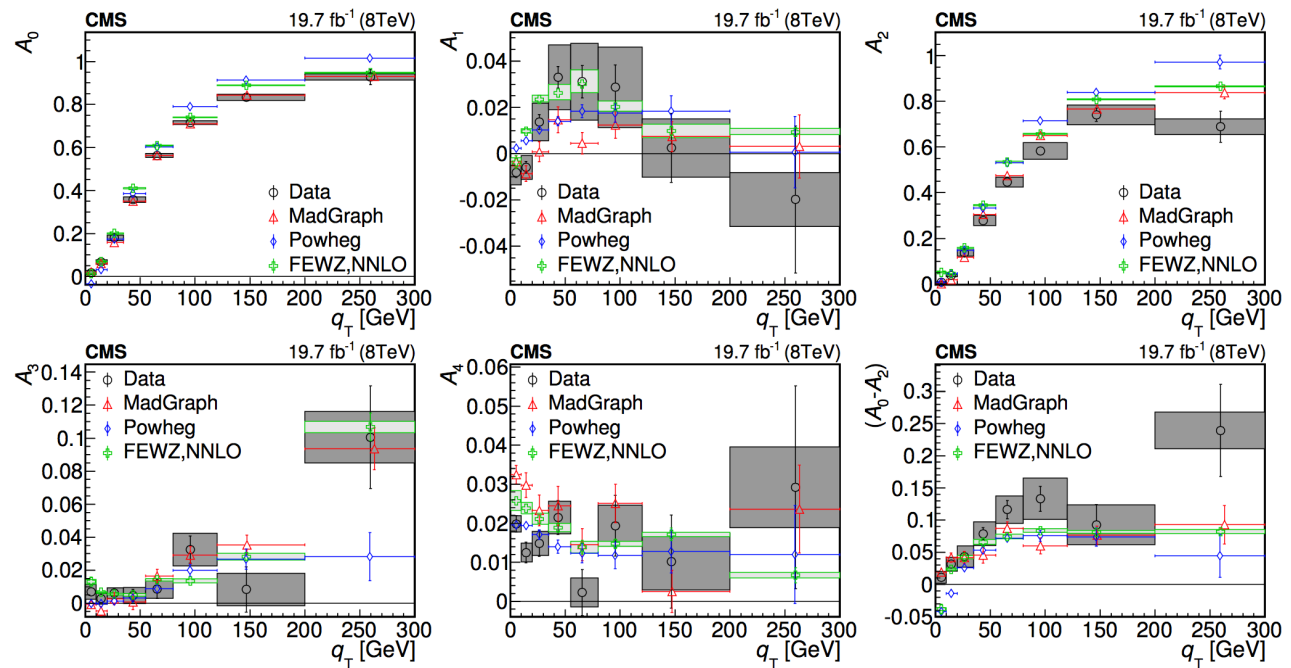 CMS 19.7 fb⁻¹ (8TeV)
A₀
1
0.8
0.6
0.4
0.2
0
Data
MadGraph
Powheg
FEWZ,NNLO
0 50 100 150 200 250 300
q_T [GeV]
CMS 19.7 fb⁻¹ (8TeV)
A₁
0.04
0.02
0
-0.02
-0.04
Data
MadGraph
Powheg
FEWZ,NNLO
0 50 100 150 200 250 300
q_T [GeV]
CMS 19.7 fb⁻¹ (8TeV)
A₂
1
0.8
0.6
0.4
0.2
0
Data
MadGraph
Powheg
FEWZ,NNLO
0 50 100 150 200 250 300
q_T [GeV]
CMS 19.7 fb⁻¹ (8TeV)
A₃
0.14
0.12
0.1
0.08
0.06
0.04
0.02
0
Data
MadGraph
Powheg
FEWZ,NNLO
0 50 100 150 200 250 300
q_T [GeV]
CMS 19.7 fb⁻¹ (8TeV)
A₄
0.06
0.05
0.04
0.03
0.02
0.01
0
Data
MadGraph
Powheg
FEWZ,NNLO
0 50 100 150 200 250 300
q_T [GeV]
CMS 19.7 fb⁻¹ (8TeV)
(A₀-A₂)
0.3
0.2
0.15
0.1
0.05
0
-0.05
Data
MadGraph
Powheg
FEWZ,NNLO
0 50 100 150 200 250 300
q_T [GeV]